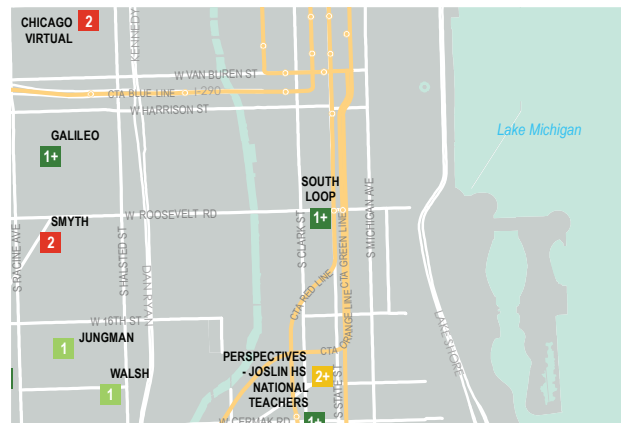 CHICAGO
VIRTUAL
2
KENNEDY
W VAN BUREN ST
CTA BLUE LINE
I-290
W HARRISON ST
GALILEO
1+
Lake Michigan
SOUTH
LOOP
1+
SMYTH
2
W ROOSEVELT RD
S RACINE AVE
S HALSTED ST
DAN RYAN
S CLARK ST
CTA GREEN LINE
S MICHIGAN AVE
CTA RED LINE
ORANGE LINE
CTA
LAKE SHORE
W 16TH ST
JUNGMAN
1
WALSH
1
PERSPECTIVES
- JOSLIN HS
2+
NATIONAL
TEACHERS
1+
S STATE ST
W CERMAK RD